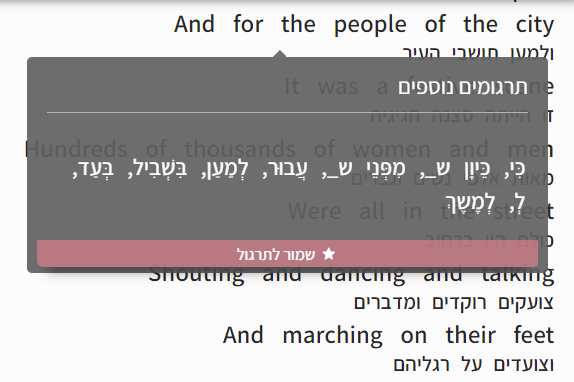 And for the people of the city
ולמען תושבי העיר
It was a festive scene
תרגומים נוספים
זו הייתה סצנה חגיגית
Hundreds of thousands of women and men
כִּי, כֵּיוָן שֶ_, מִפְּנֵי שֶ_, עֲבוּר, לְמַעַן, בִּשְׁבִיל, בְּעַד,
מאות אלפי נשים וגברים
לְ, לְמֶשֶׁךְ
Were all in the street
כולם היו ברחוב
★ שמור לתרגול
Shouting and dancing and talking
צועקים רוקדים ומדברים
And marching on their feet
וצועדים על רגליהם